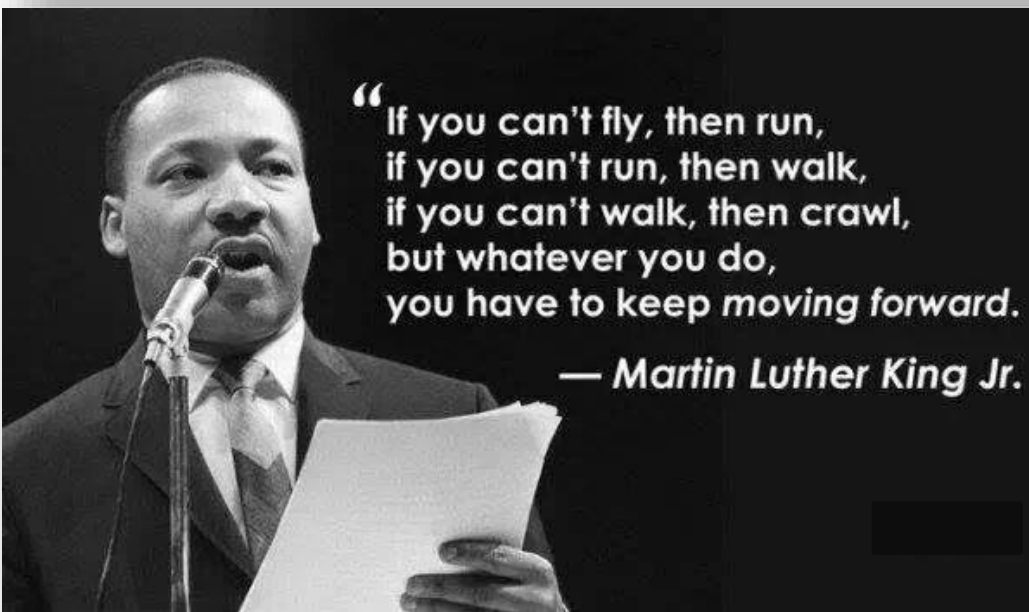 “If you can't fly, then run,
if you can't run, then walk,
if you can't walk, then crawl,
but whatever you do,
you have to keep moving forward.
— Martin Luther King Jr.